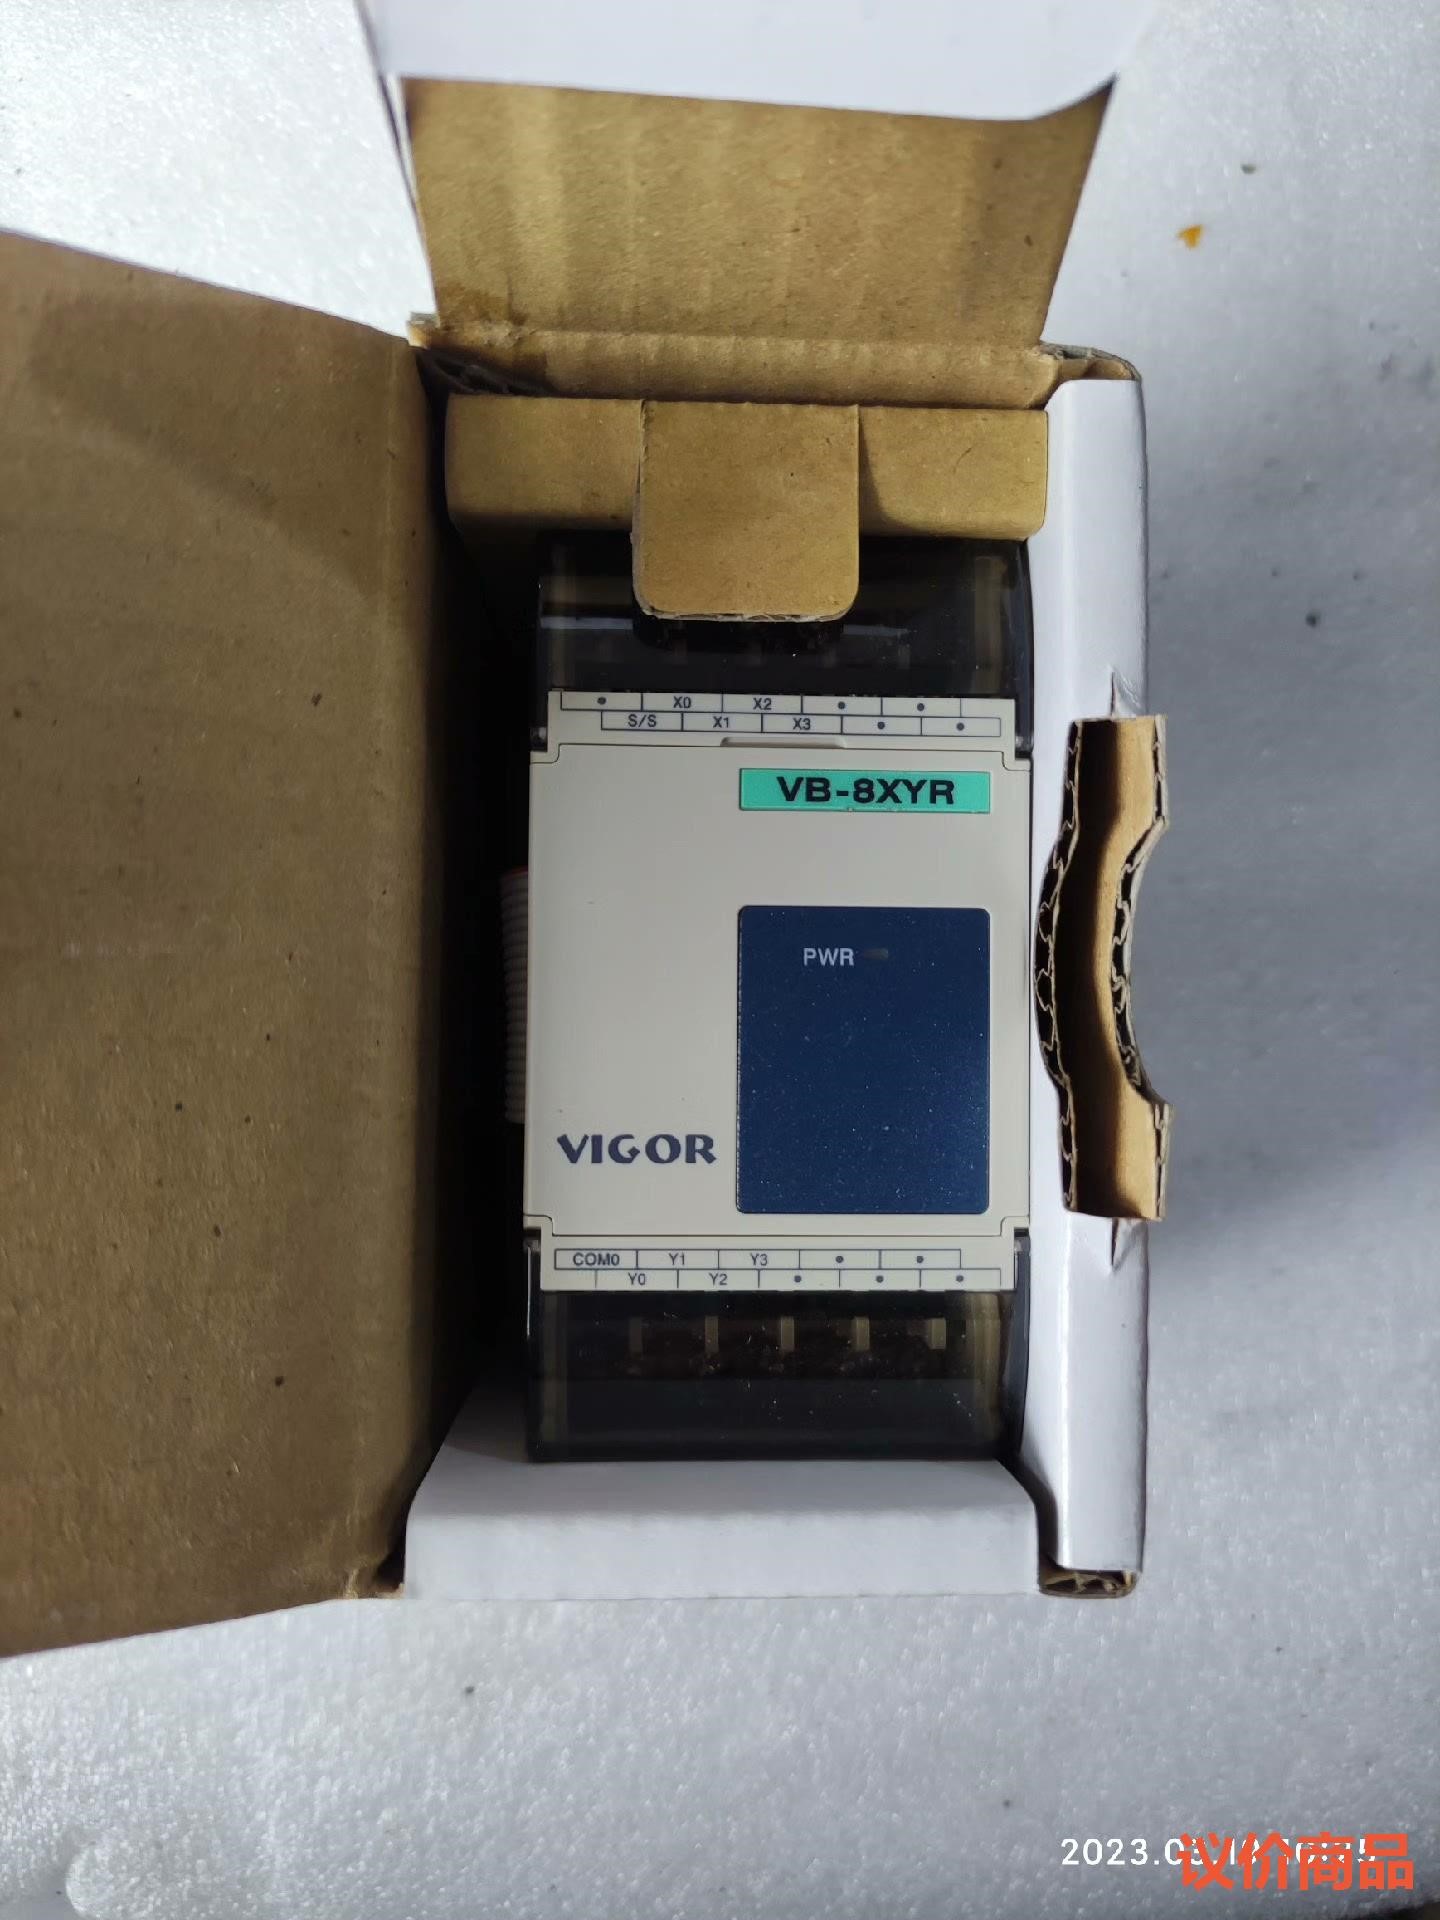 • X0 X2 • •
S/S X1 X3 • •
VB-8XYR
PWR
VIGOR
COM0 Y1 Y3 • •
Y0 Y2 • • •
议价商品